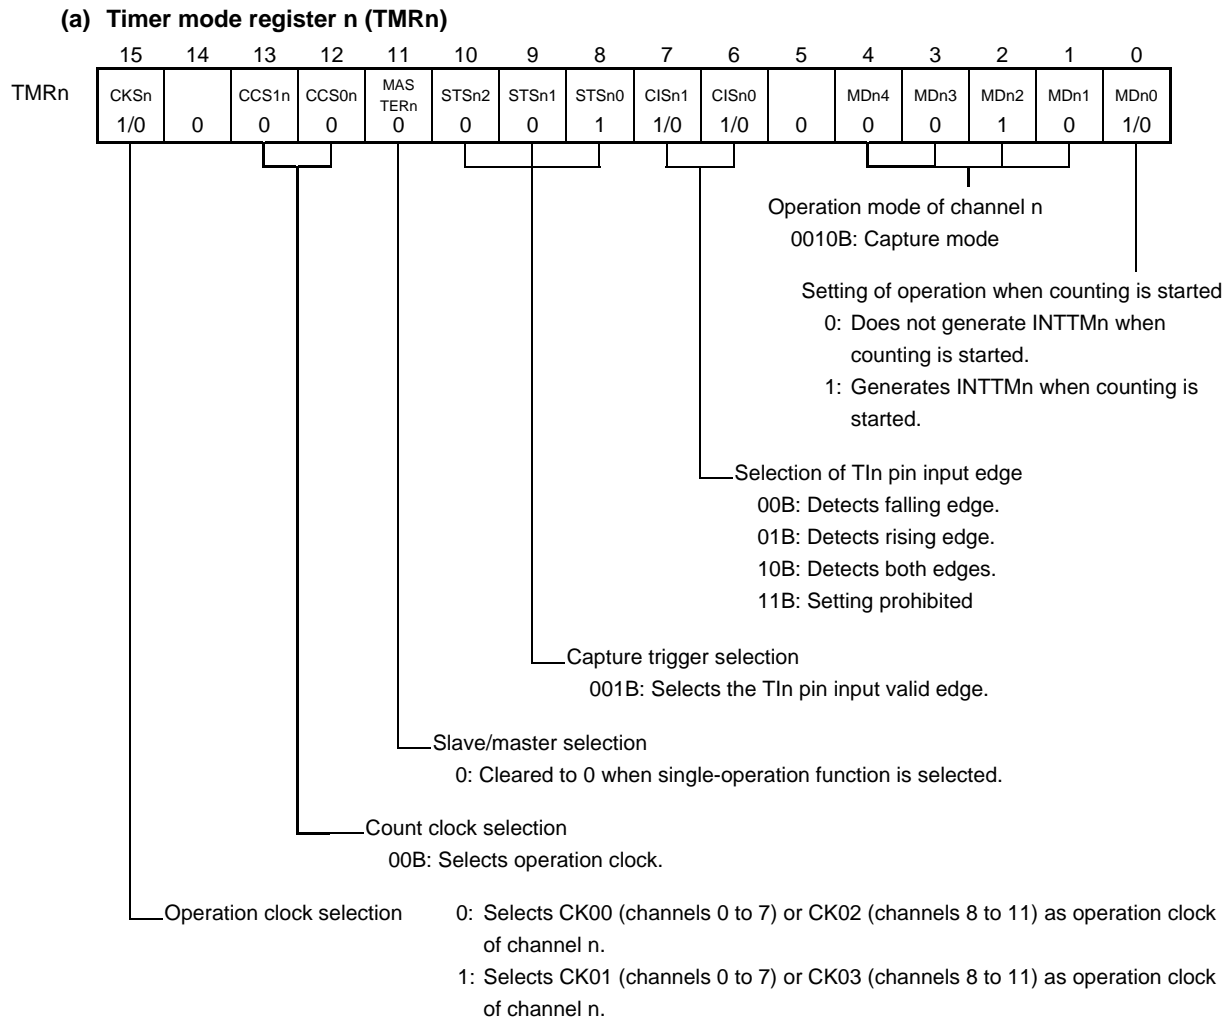 (a) Timer mode register n (TMRn)
15 14 13 12 11 10 9 8 7 6 5 4 3 2 1 0
TMRn
CKSn CCS1n CCS0n MAS TERn STSn2 STSn1 STSn0 CISn1 CISn0 MDn4 MDn3 MDn2 MDn1 MDn0
1/0 0 0 0 0 0 0 1 1/0 1/0 0 0 0 1 0 1/0
Operation mode of channel n
0010B: Capture mode
Setting of operation when counting is started
0: Does not generate INTTMn when
counting is started.
1: Generates INTTMn when counting is
started.
Selection of TIn pin input edge
00B: Detects falling edge.
01B: Detects rising edge.
10B: Detects both edges.
11B: Setting prohibited
Capture trigger selection
001B: Selects the TIn pin input valid edge.
Slave/master selection
0: Cleared to 0 when single-operation function is selected.
Count clock selection
00B: Selects operation clock.
Operation clock selection 0: Selects CK00 (channels 0 to 7) or CK02 (channels 8 to 11) as operation clock
of channel n.
1: Selects CK01 (channels 0 to 7) or CK03 (channels 8 to 11) as operation clock
of channel n.